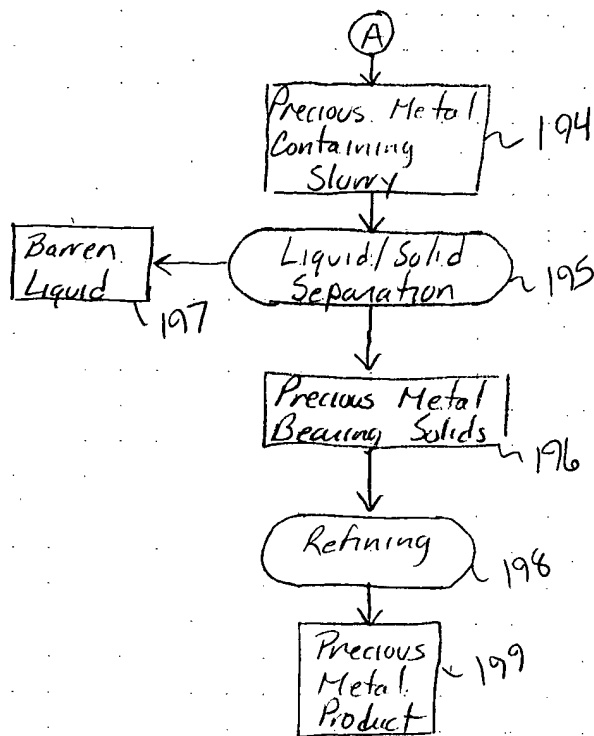 A
Precious Metal
Containing
Slurry
194
Barren
Liquid
197
Liquid/Solid
Separation
195
Precious Metal
Bearing Solids
196
Refining
198
Precious
Metal
Product
199